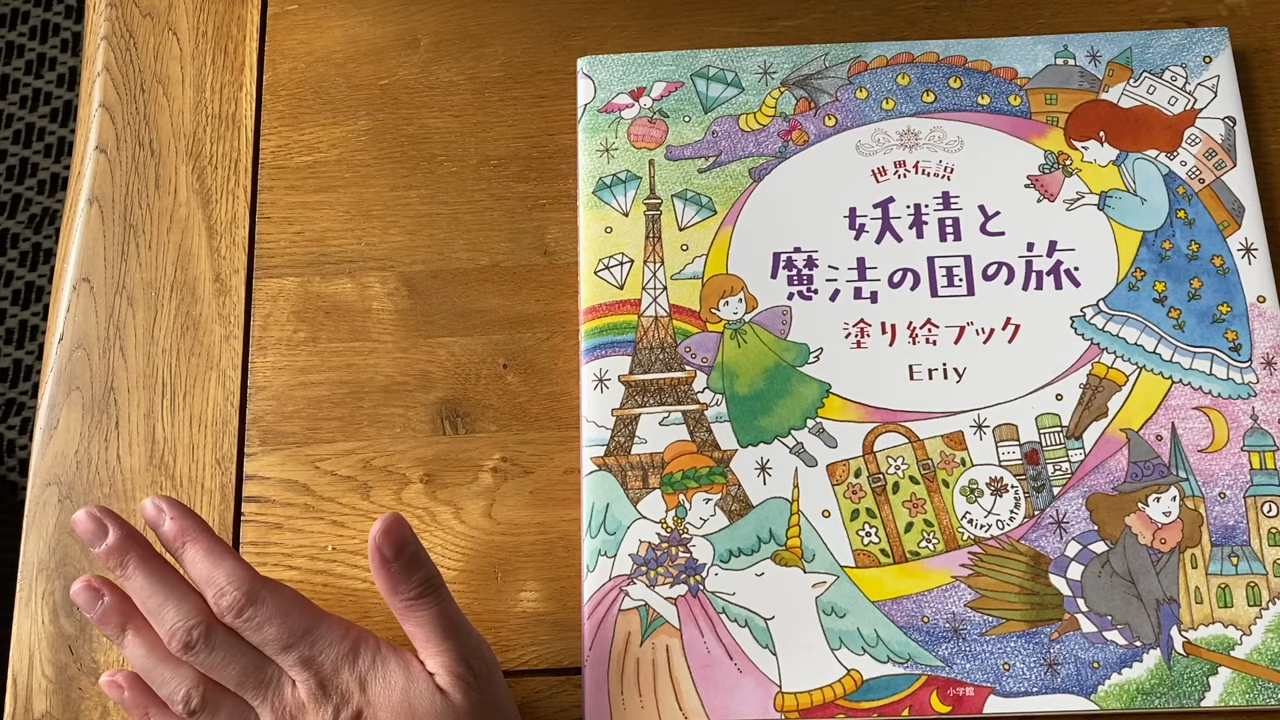 世界伝説
妖精と
魔法の国の旅
塗り絵ブック
Eriy
Fairy Ointment
小学館